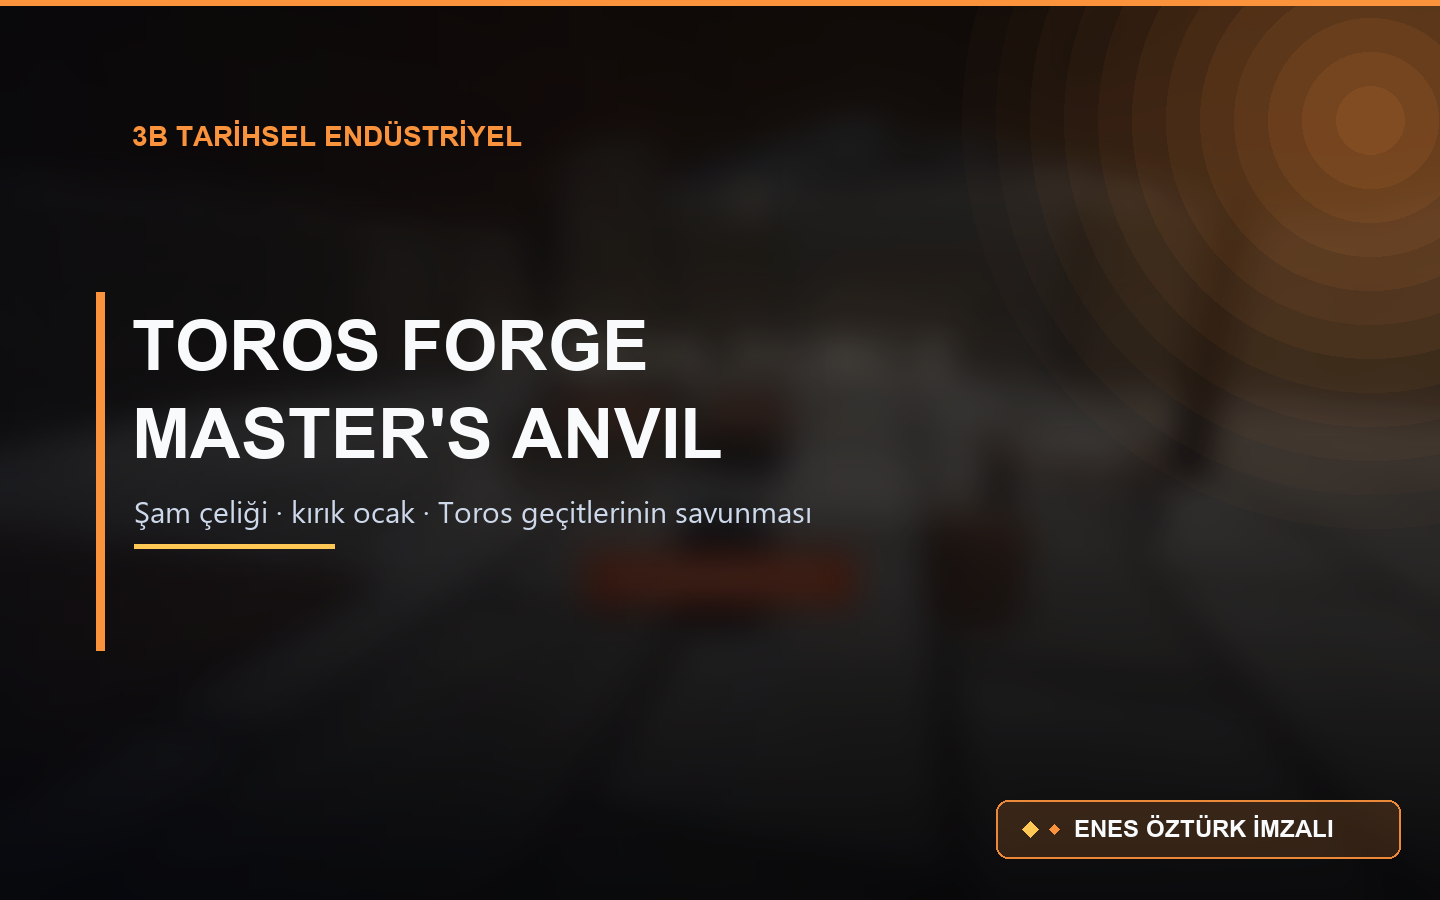 3B TARİHSEL ENDÜSTRİYEL
TOROS FORGE
MASTER'S ANVIL
Şam çeliği · kırık ocak · Toros geçitlerinin savunması
ENES ÖZTÜRK İMZALI